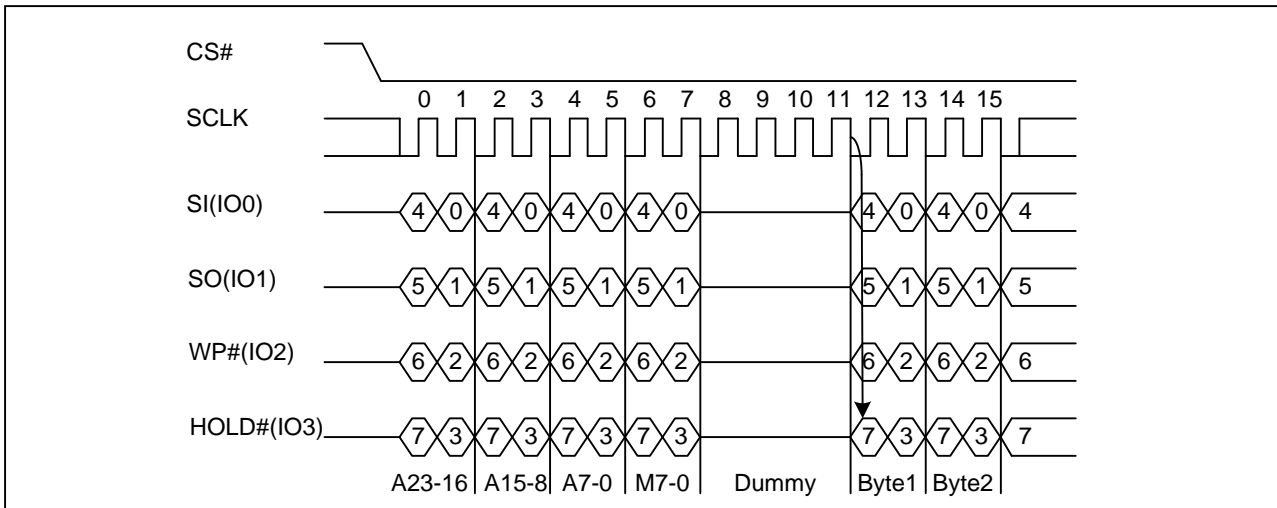 CS#
0 1 2 3 4 5 6 7 8 9 10 11 12 13 14 15
SCLK
SI(IO0) 4 0 4 0 4 0 4 0 4 0 4 0 4
SO(IO1) 5 1 5 1 5 1 5 1 5 1 5 1 5
WP#(IO2) 6 2 6 2 6 2 6 2 6 2 6 2 6
HOLD#(IO3) 7 3 7 3 7 3 7 3 7 3 7 3 7
A23-16 A15-8 A7-0 M7-0 Dummy Byte1 Byte2